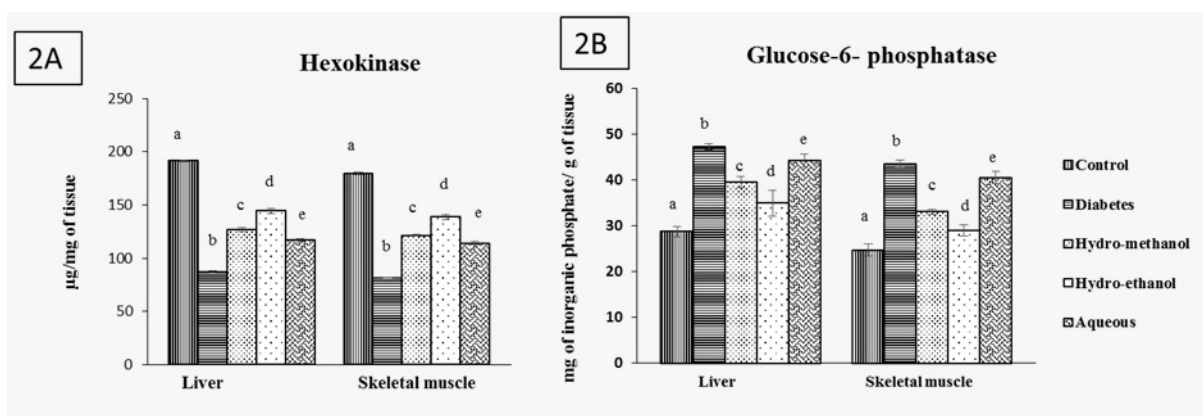 2A
Hexokinase
µg/mg of tissue
250
200
150
100
50
0
a
b
c
d
e
a
b
c
d
e
Liver
Skeletal muscle
2B
Glucose-6- phosphatase
mg of inorganic phosphate/ g of tissue
60
50
40
30
20
10
0
a
b
c
d
e
a
b
c
d
e
Liver
Skeletal muscle
Control
Diabetes
Hydro-methanol
Hydro-ethanol
Aqueous